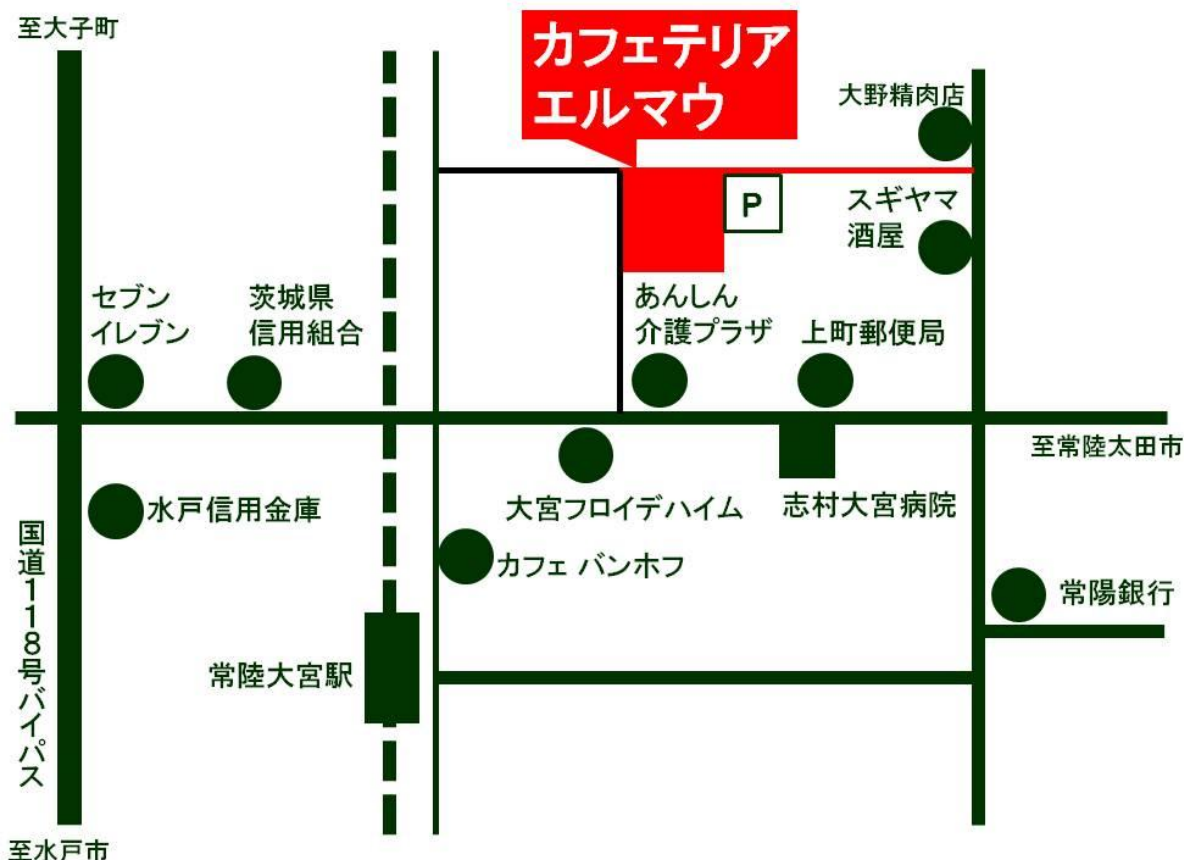 至大子町
カフェテリア
エルマウ
大野精肉店
P
スギヤマ
酒屋
セブン
イレブン
茨城県
信用組合
あんしん
介護プラザ
上町郵便局
至常陸太田市
水戸信用金庫
大宮フロイデハイム
志村大宮病院
国道118号バイパス
カフェ バンホフ
常陽銀行
常陸大宮駅
至水戸市